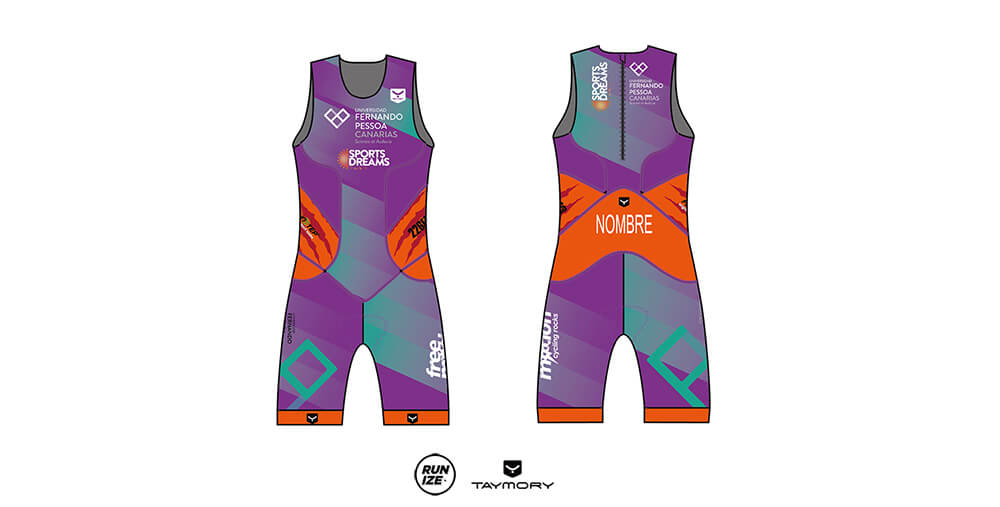 UNIVERSIDAD
FERNANDO
PESSOA
CANARIAS
SPORTS
DREAMS
FERNANDO
free
SPORTS
DREAMS
UNIVERSIDAD
FERNANDO
PESSOA
CANARIAS
NOMBRE
cycling rocks
RUN
IZE
TAYMORY